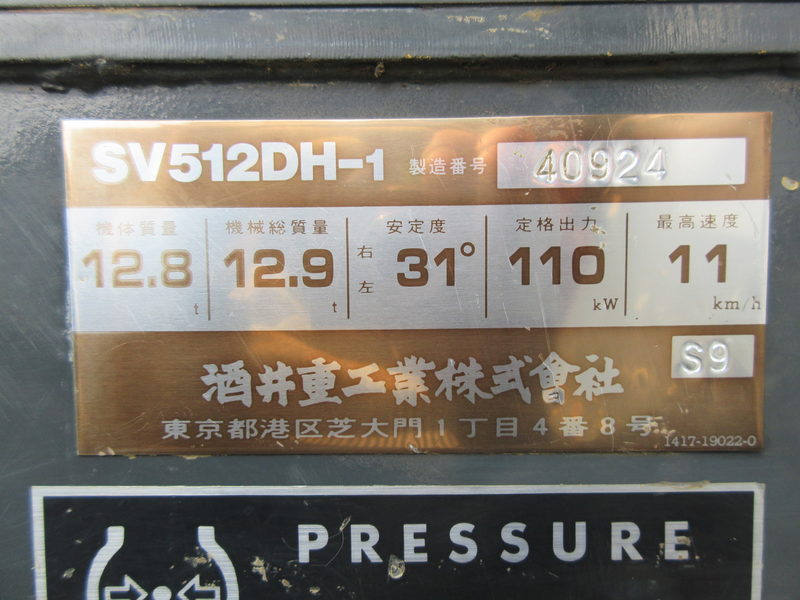 SV512DH-1 製造番号 40924
機体質量 機械総質量 安定度 定格出力 最高速度
12.8 t 12.9 t 右 左 31° 110 kW 11 km/h
S9
酒井重工業株式會社
東京都港区芝大門1丁目4番8号 1417-19022-0
PRESSURE